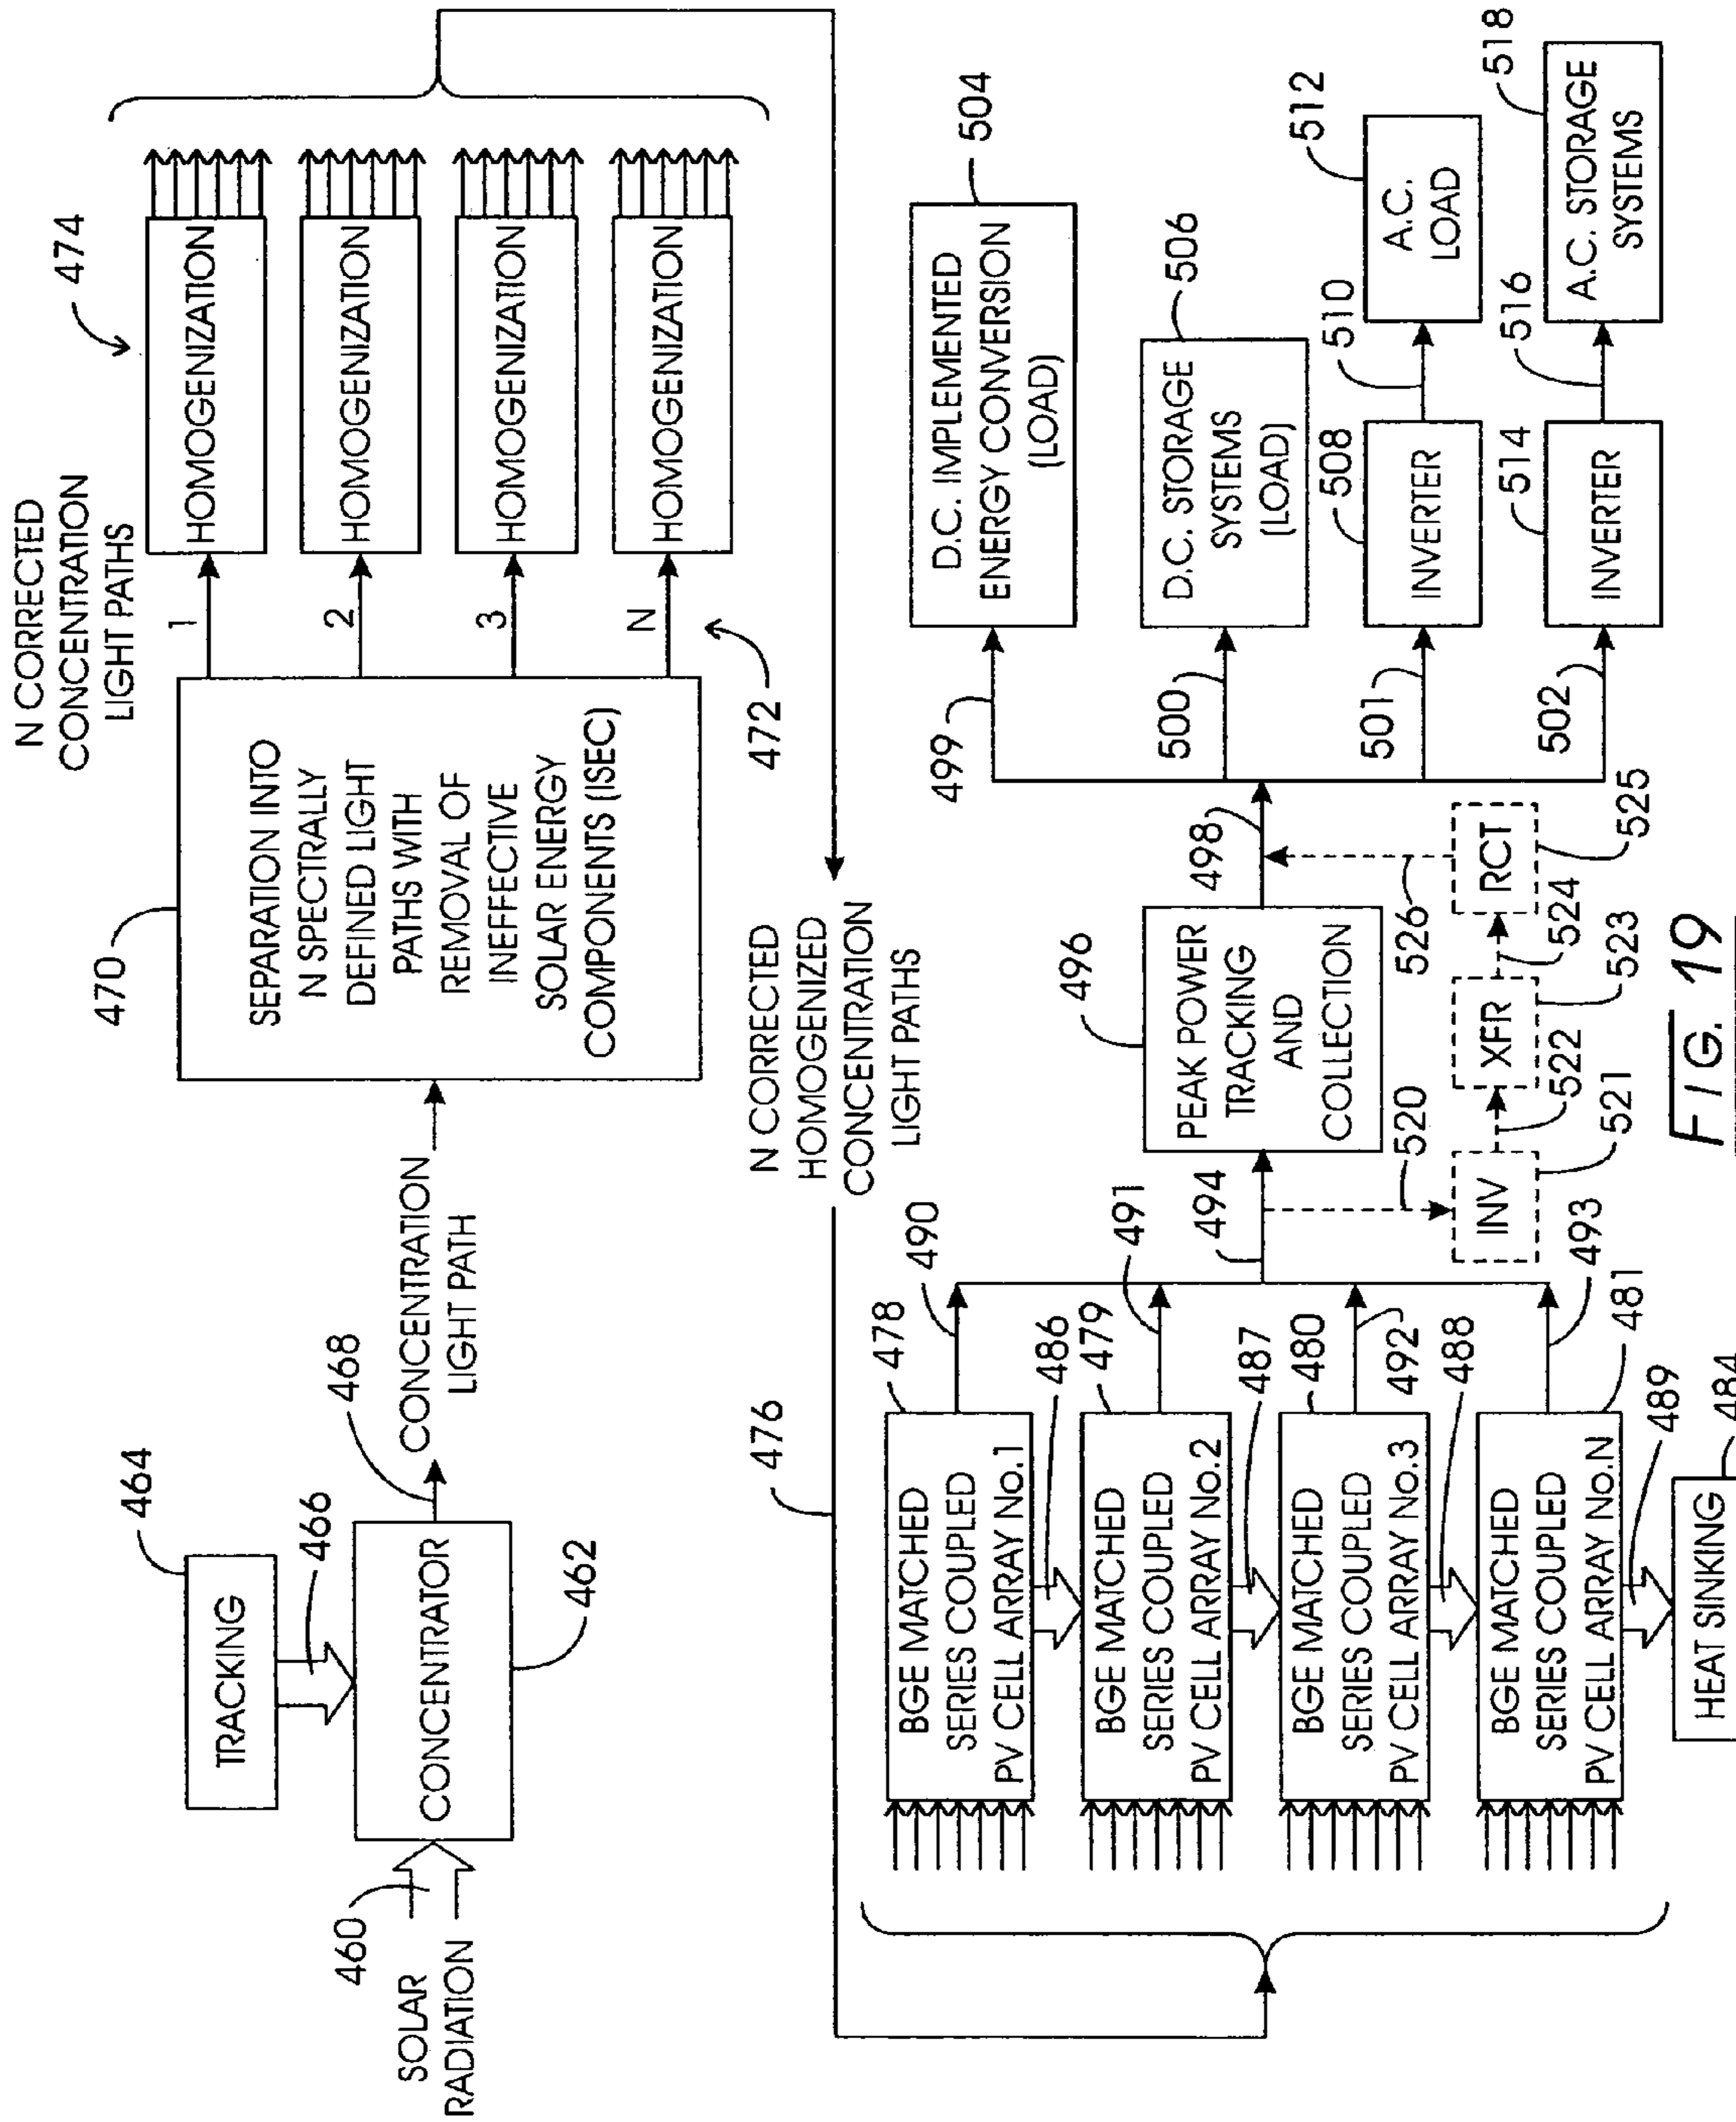 464
TRACKING
466
SOLAR
RADIATION
460
CONCENTRATOR
462
468
CONCENTRATION
LIGHT PATH
470
SEPARATION INTO
N SPECTRALLY
DEFINED LIGHT
PATHS WITH
REMOVAL OF
INEFFECTIVE
SOLAR ENERGY
COMPONENTS (ISEC)
N CORRECTED
CONCENTRATION
LIGHT PATHS
474
1
HOMOGENIZATION
2
HOMOGENIZATION
3
HOMOGENIZATION
N
HOMOGENIZATION
472
476
N CORRECTED
HOMOGENIZED
CONCENTRATION
LIGHT PATHS
478
490
BGE MATCHED
SERIES COUPLED
PV CELL ARRAY No.1
486
479
491
BGE MATCHED
SERIES COUPLED
PV CELL ARRAY No.2
487
480
492
BGE MATCHED
SERIES COUPLED
PV CELL ARRAY No.3
488
493
481
BGE MATCHED
SERIES COUPLED
PV CELL ARRAY No.N
489
HEAT SINKING
484
494
496
PEAK POWER
TRACKING
AND
COLLECTION
498
520
INV
521
522
XFR
523
524
RCT
525
526
499
D.C. IMPLEMENTED
ENERGY CONVERSION
(LOAD)
504
500
D.C. STORAGE
SYSTEMS
(LOAD)
506
501
508
INVERTER
510
A.C.
LOAD
512
502
514
INVERTER
516
A.C. STORAGE
SYSTEMS
518
FIG. 19